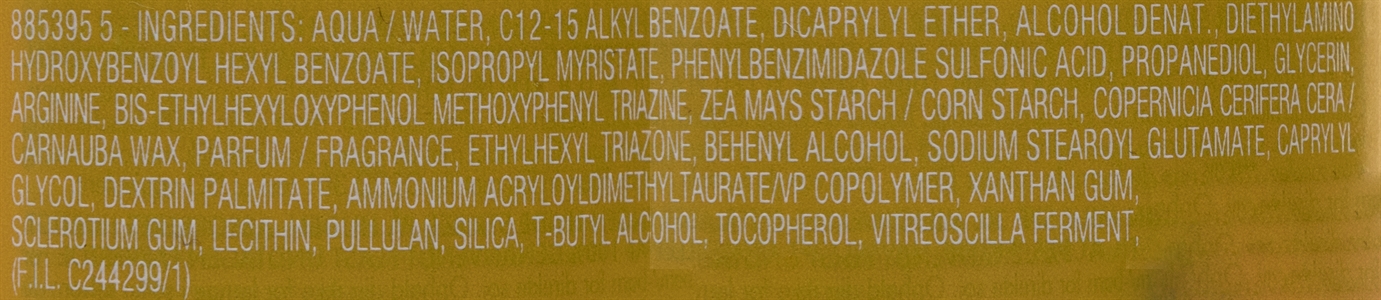 885395 5 - INGREDIENTS: AQUA / WATER, C12-15 ALKYL BENZOATE, DICAPRYLYL ETHER, ALCOHOL DENAT., DIETHYLAMINO
HYDROXYBENZOYL HEXYL BENZOATE, ISOPROPYL MYRISTATE, PHENYLBENZIMIDAZOLE SULFONIC ACID, PROPANEDIOL, GLYCERIN,
ARGININE, BIS-ETHYLHEXYLOXYPHENOL METHOXYPHENYL TRIAZINE, ZEA MAYS STARCH / CORN STARCH, COPERNICIA CERIFERA CERA /
CARNAUBA WAX, PARFUM / FRAGRANCE, ETHYLHEXYL TRIAZONE, BEHENYL ALCOHOL, SODIUM STEAROYL GLUTAMATE, CAPRYLYL
GLYCOL, DEXTRIN PALMITATE, AMMONIUM ACRYLOYLDIMETHYLTAURATE/VP COPOLYMER, XANTHAN GUM,
SCLEROTIUM GUM, LECITHIN, PULLULAN, SILICA, T-BUTYL ALCOHOL, TOCOPHEROL, VITREOSCILLA FERMENT,
(F.I.L. C244299/1)